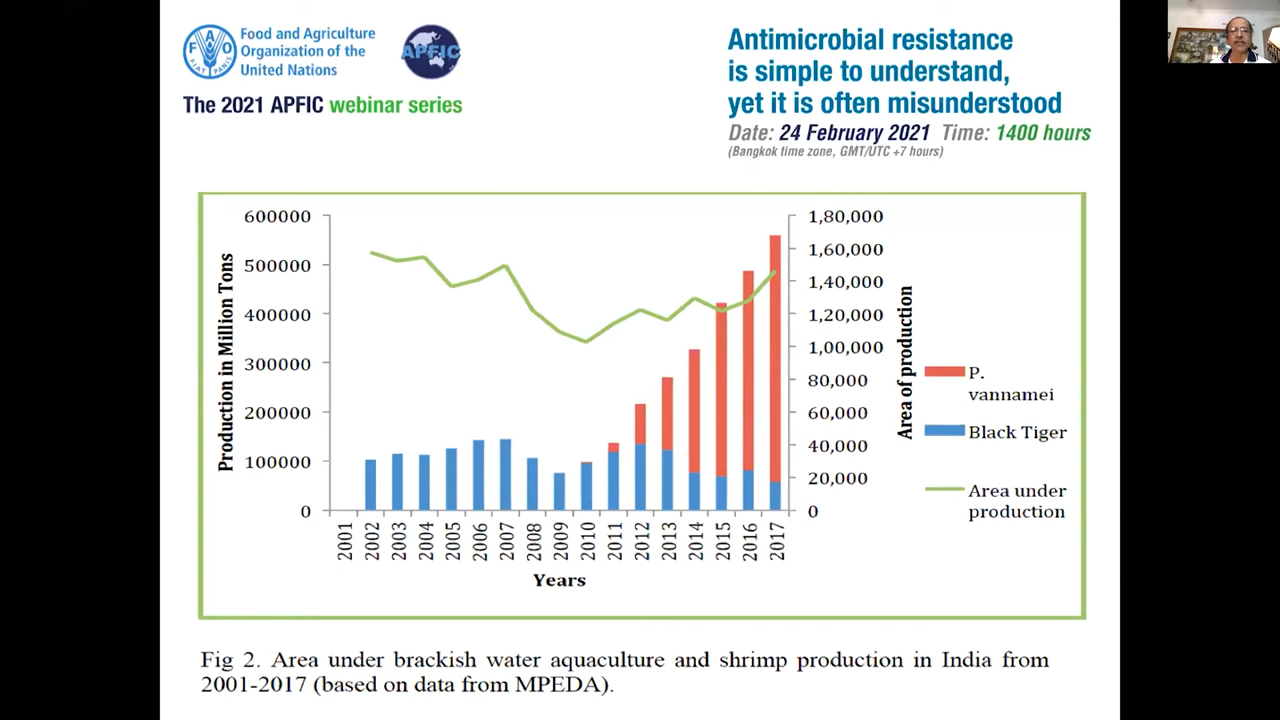 Food and Agriculture
Organization of the
United Nations
FAO
FIAT PANIS
APFIC
The 2021 APFIC webinar series
Antimicrobial resistance
is simple to understand,
yet it is often misunderstood
Date: 24 February 2021 Time: 1400 hours
(Bangkok time zone, GMT/UTC +7 hours)
Production in Million Tons
600000
500000
400000
300000
200000
100000
0
1,80,000
1,60,000
1,40,000
1,20,000
1,00,000
80,000
60,000
40,000
20,000
0
Area of production
P.
vannamei
Black Tiger
Area under
production
2001 2002 2003 2004 2005 2006 2007 2008 2009 2010 2011 2012 2013 2014 2015 2016 2017
Years
Fig 2. Area under brackish water aquaculture and shrimp production in India from
2001-2017 (based on data from MPEDA).